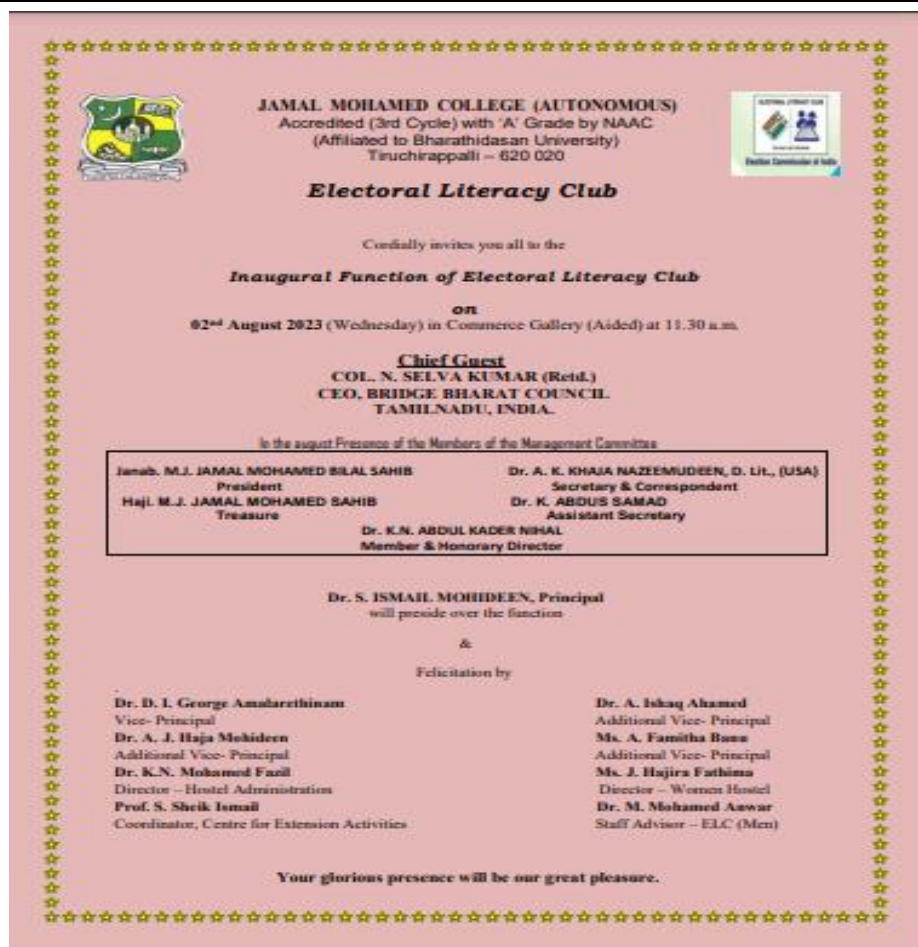 JAMAL MOHAMED COLLEGE (AUTONOMOUS)
Accredited (3rd Cycle) with 'A' Grade by NAAC
(Affiliated to Bharathidasan University)
Tiruchirappalli – 620 020
ELECTORAL LITERACY CLUB
Election Commission of India
Electoral Literacy Club
Cordially invites you all to the
Inaugural Function of Electoral Literacy Club
on
02nd August 2023 (Wednesday) in Commerce Gallery (Aided) at 11.30 a.m.
Chief Guest
COL. N. SELVA KUMAR (Retd.)
CEO, BRIDGE BHARAT COUNCIL
TAMILNADU, INDIA.
In the august Presence of the Members of the Management Committee
Janab. M.J. JAMAL MOHAMED BILAL SAHIB
President
Dr. A. K. KHAJA NAZEEMUDEEN, D. Lit., (USA)
Secretary & Correspondent
Haji. M.J. JAMAL MOHAMED SAHIB
Treasure
Dr. K. ABDUS SAMAD
Assistant Secretary
Dr. K.N. ABDUL KADER NIHAL
Member & Honorary Director
Dr. S. ISMAIL MOHIDEEN, Principal
will preside over the function
&
Felicitation by
Dr. D. I. George Amalarethinam
Vice- Principal
Dr. A. J. Haja Mohideen
Additional Vice- Principal
Dr. K.N. Mohamed Fazil
Director – Hostel Administration
Prof. S. Sheik Ismail
Coordinator, Centre for Extension Activities
Dr. A. Ishaq Ahamed
Additional Vice- Principal
Ms. A. Famitha Banu
Additional Vice- Principal
Ms. J. Hajira Fathima
Director – Women Hostel
Dr. M. Mohamed Anwar
Staff Advisor – ELC (Men)
Your glorious presence will be our great pleasure.